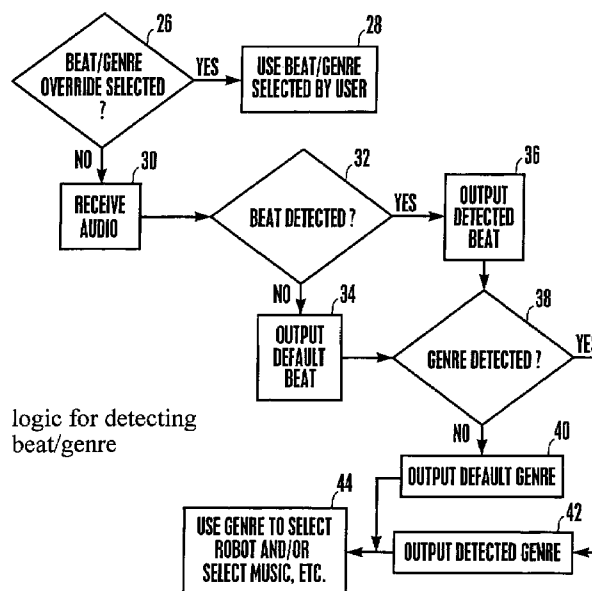 26
BEAT/GENRE
OVERRIDE SELECTED
?
YES
28
USE BEAT/GENRE
SELECTED BY USER
NO
30
RECEIVE
AUDIO
32
BEAT DETECTED ?
YES
36
OUTPUT
DETECTED
BEAT
NO
34
OUTPUT
DEFAULT
BEAT
38
GENRE DETECTED ?
YES
logic for detecting
beat/genre
NO
40
OUTPUT DEFAULT GENRE
44
USE GENRE TO SELECT
ROBOT AND/OR
SELECT MUSIC, ETC.
42
OUTPUT DETECTED GENRE